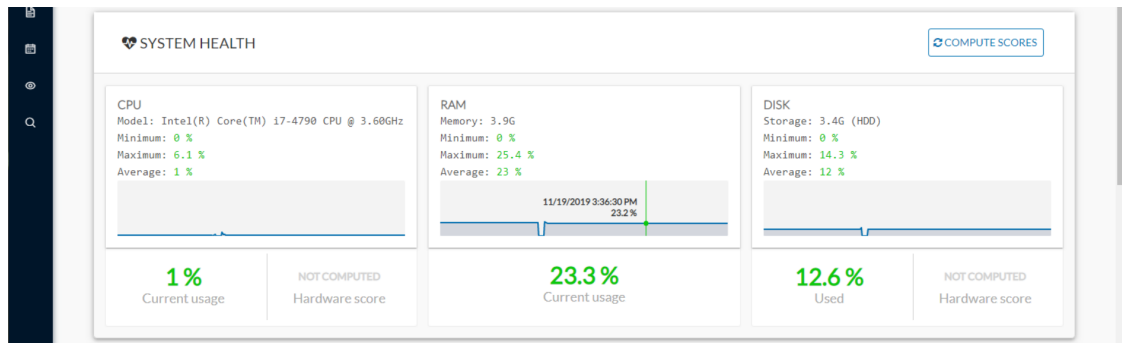 SYSTEM HEALTH
COMPUTE SCORES
CPU
Model: Intel(R) Core(TM) i7-4790 CPU @ 3.60GHz
Minimum: 0 %
Maximum: 6.1 %
Average: 1 %
1 %
Current usage
NOT COMPUTED
Hardware score
RAM
Memory: 3.9G
Minimum: 0 %
Maximum: 25.4 %
Average: 23 %
11/19/2019 3:36:30 PM
23.2 %
23.3 %
Current usage
DISK
Storage: 3.4G (HDD)
Minimum: 0 %
Maximum: 14.3 %
Average: 12 %
12.6 %
Used
NOT COMPUTED
Hardware score